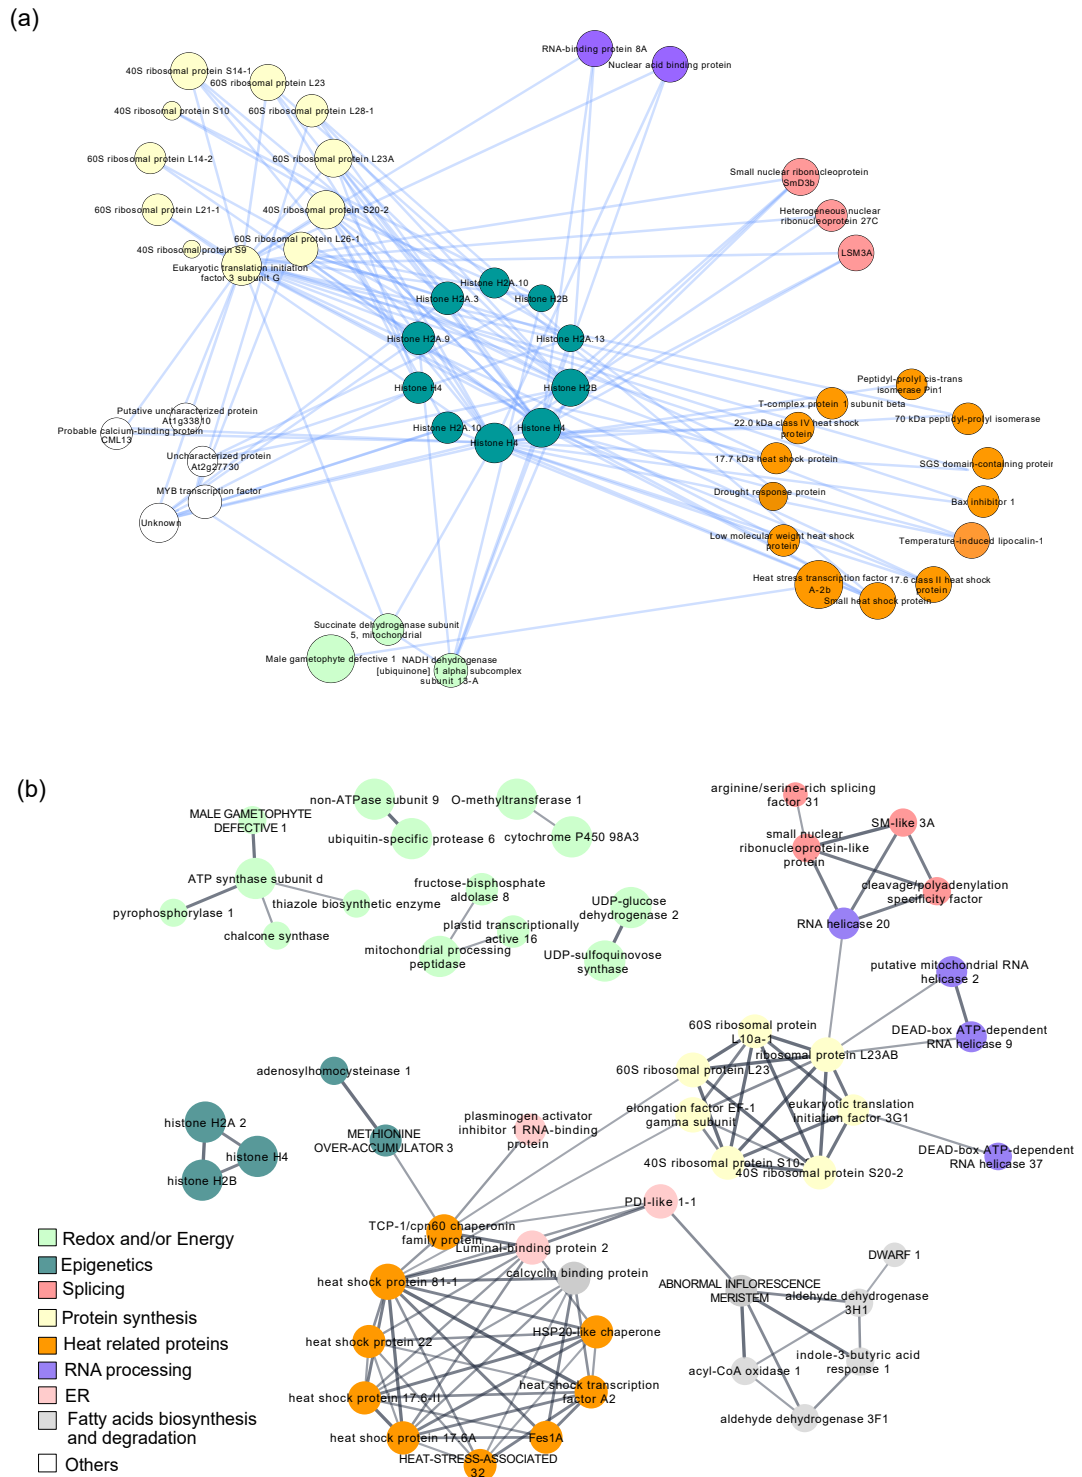 (a)
RNA-binding protein 8A
Nuclear acid binding protein
40S ribosomal protein S14-1
60S ribosomal protein L23
40S ribosomal protein S10
60S ribosomal protein L28-1
60S ribosomal protein L14-2
60S ribosomal protein L23A
60S ribosomal protein L21-1
40S ribosomal protein S20-2
60S ribosomal protein L26-1
40S ribosomal protein S9
Eukaryotic translation initiation
factor 3 subunit G
Small nuclear ribonucleoprotein
SmD3b
Heterogeneous nuclear
ribonucleoprotein 27C
LSM3A
Histone H2A.10
Histone H2A.3
Histone H2B
Histone H2A.9
Histone H2A.13
Histone H4
Histone H2B
Histone H2A.10
Histone H4
Histone H4
Putative uncharacterized protein
At1g33810
Probable calcium-binding protein
CML13
Uncharacterized protein
At2g27730
MYB transcription factor
Unknown
Peptidyl-prolyl cis-trans
isomerase Pin1
T-complex protein 1 subunit beta
22.0 kDa class IV heat shock
protein
70 kDa peptidyl-prolyl isomerase
17.7 kDa heat shock protein
SGS domain-containing protein
Drought response protein
Bax inhibitor 1
Low molecular weight heat shock
protein
Temperature-induced lipocalin-1
Heat stress transcription factor
A-2b
17.6 class II heat shock
protein
Small heat shock protein
Succinate dehydrogenase subunit
5, mitochondrial
Male gametophyte defective 1
NADH dehydrogenase
[ubiquinone] 1 alpha subcomplex
subunit 13-A
(b)
non-ATPase subunit 9
ubiquitin-specific protease 6
O-methyltransferase 1
cytochrome P450 98A3
MALE GAMETOPHYTE
DEFECTIVE 1
ATP synthase subunit d
pyrophosphorylase 1
thiazole biosynthetic enzyme
chalcone synthase
fructose-bisphosphate
aldolase 8
plastid transcriptionally
active 16
mitochondrial processing
peptidase
UDP-glucose
dehydrogenase 2
UDP-sulfoquinovose
synthase
arginine/serine-rich splicing
factor 31
small nuclear
ribonucleoprotein-like
protein
SM-like 3A
cleavage/polyadenylation
specificity factor
RNA helicase 20
putative mitochondrial RNA
helicase 2
DEAD-box ATP-dependent
RNA helicase 9
60S ribosomal protein
L10a-1
ribosomal protein L23AB
60S ribosomal protein L23
elongation factor EF-1
gamma subunit
eukaryotic translation
initiation factor 3G1
40S ribosomal protein S10-
40S ribosomal protein S20-2
DEAD-box ATP-dependent
RNA helicase 37
adenosylhomocysteinase 1
METHIONINE
OVER-ACCUMULATOR 3
histone H2A 2
histone H4
histone H2B
plasminogen activator
inhibitor 1 RNA-binding
protein
PDI-like 1-1
TCP-1/cpn60 chaperonin
family protein
Luminal-binding protein 2
calcyclin binding protein
heat shock protein 81-1
heat shock protein 22
HSP20-like chaperone
heat shock protein 17.6-II
heat shock transcription
factor A2
heat shock protein 17.6A
Fes1A
HEAT-STRESS-ASSOCIATED
32
DWARF 1
ABNORMAL INFLORESCENCE
MERISTEM
aldehyde dehydrogenase
3H1
acyl-CoA oxidase 1
indole-3-butyric acid
response 1
aldehyde dehydrogenase 3F1
Redox and/or Energy
Epigenetics
Splicing
Protein synthesis
Heat related proteins
RNA processing
ER
Fatty acids biosynthesis
and degradation
Others